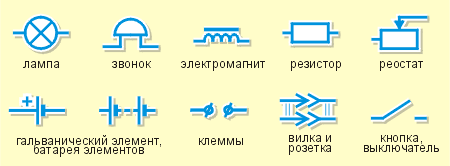 лампа звонок электромагнит резистор реостат
+
гальванический элемент,
батарея элементов
клеммы
вилка и
розетка
кнопка,
выключатель